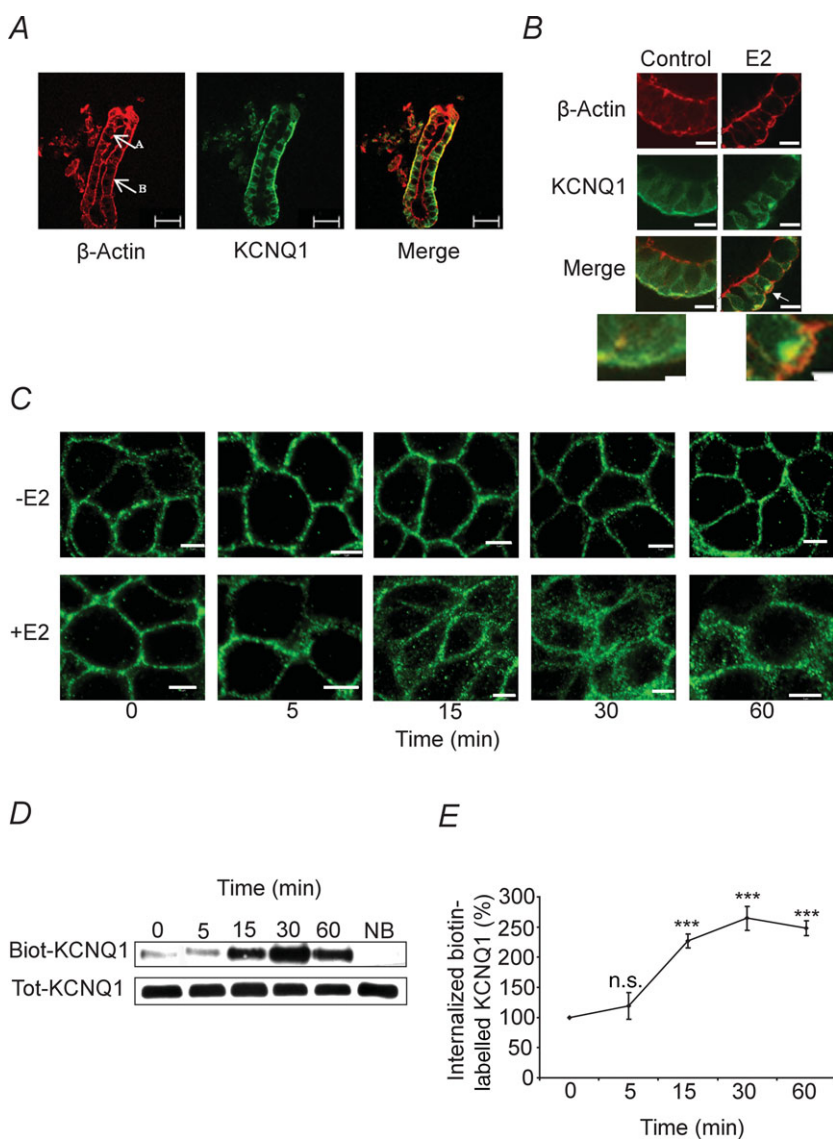 A
A
B
β-Actin
KCNQ1
Merge
B
Control
E2
β-Actin
KCNQ1
Merge
C
-E2
+E2
0
5
15
30
60
Time (min)
D
Time (min)
0 5 15 30 60 NB
Biot-KCNQ1
Tot-KCNQ1
E
Internalized biotin-
labelled KCNQ1 (%)
300
250
200
150
100
50
0
n.s.
***
***
***
0 5 15 30 60
Time (min)